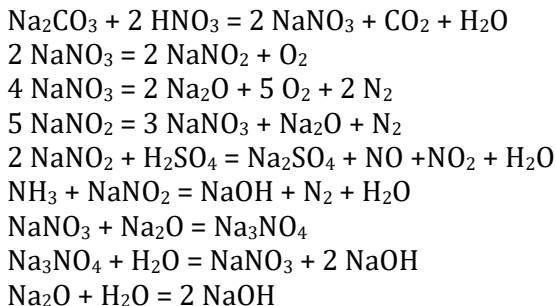 Na₂CO₃ + 2 HNO₃ = 2 NaNO₃ + CO₂ + H₂O
2 NaNO₃ = 2 NaNO₂ + O₂
4 NaNO₃ = 2 Na₂O + 5 O₂ + 2 N₂
5 NaNO₂ = 3 NaNO₃ + Na₂O + N₂
2 NaNO₂ + H₂SO₄ = Na₂SO₄ + NO +NO₂ + H₂O
NH₃ + NaNO₂ = NaOH + N₂ + H₂O
NaNO₃ + Na₂O = Na₃NO₄
Na₃NO₄ + H₂O = NaNO₃ + 2 NaOH
Na₂O + H₂O = 2 NaOH